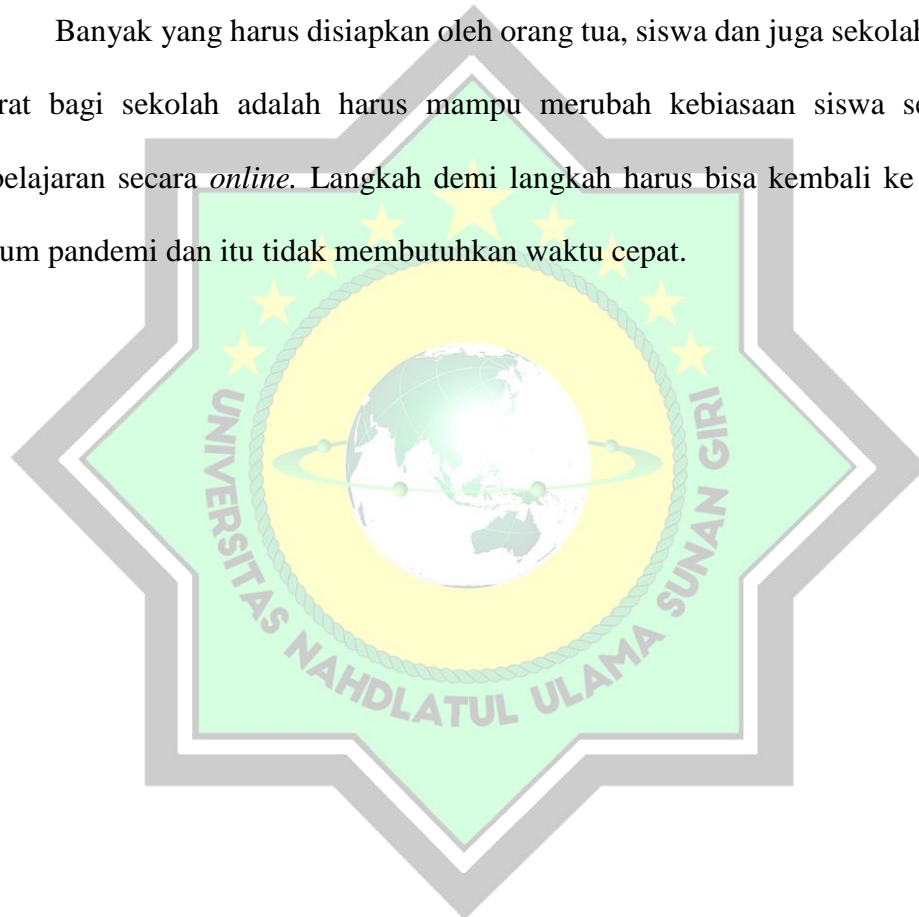 Banyak yang harus disiapkan oleh orang tua, siswa dan juga sekolah
rat bagi sekolah adalah harus mampu merubah kebiasaan siswa se
belajaran secara online. Langkah demi langkah harus bisa kembali ke
um pandemi dan itu tidak membutuhkan waktu cepat.
UNIVERSITAS NAHDLATUL ULAMA SUNAN GIRI